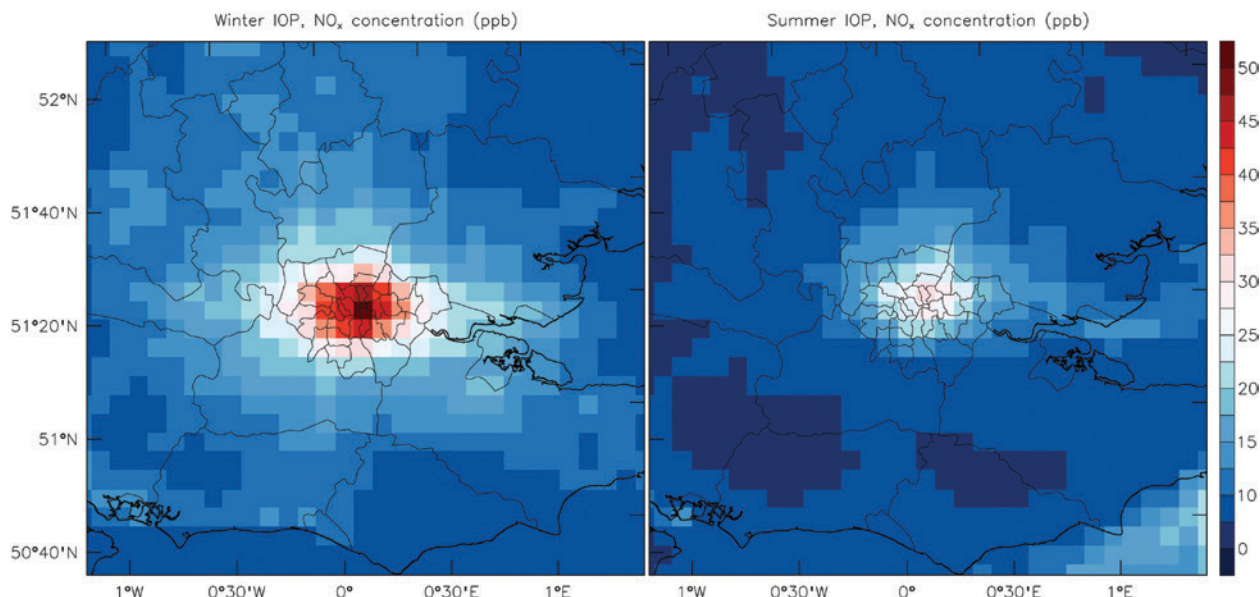 Winter IOP, NOₓ concentration (ppb)
Summer IOP, NOₓ concentration (ppb)
52°N
51°40'N
51°20'N
51°N
50°40'N
1°W
0°30'W
0°
0°30'E
1°E
1°W
0°30'W
0°
0°30'E
1°E
50
45
40
35
30
25
20
15
10
5
0